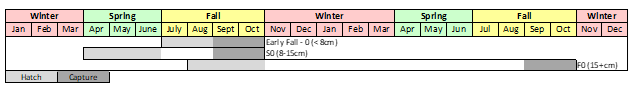 Winter Spring Fall Winter Spring Fall Winter
Jan Feb Mar Apr May June July Aug Sept Oct Nov Dec Jan Feb Mar Apr May Jun Jul Aug Sep Oct Nov Dec
Early Fall - 0 (< 8cm)
S0 (8-15cm)
F0 (15+cm)
Hatch Capture